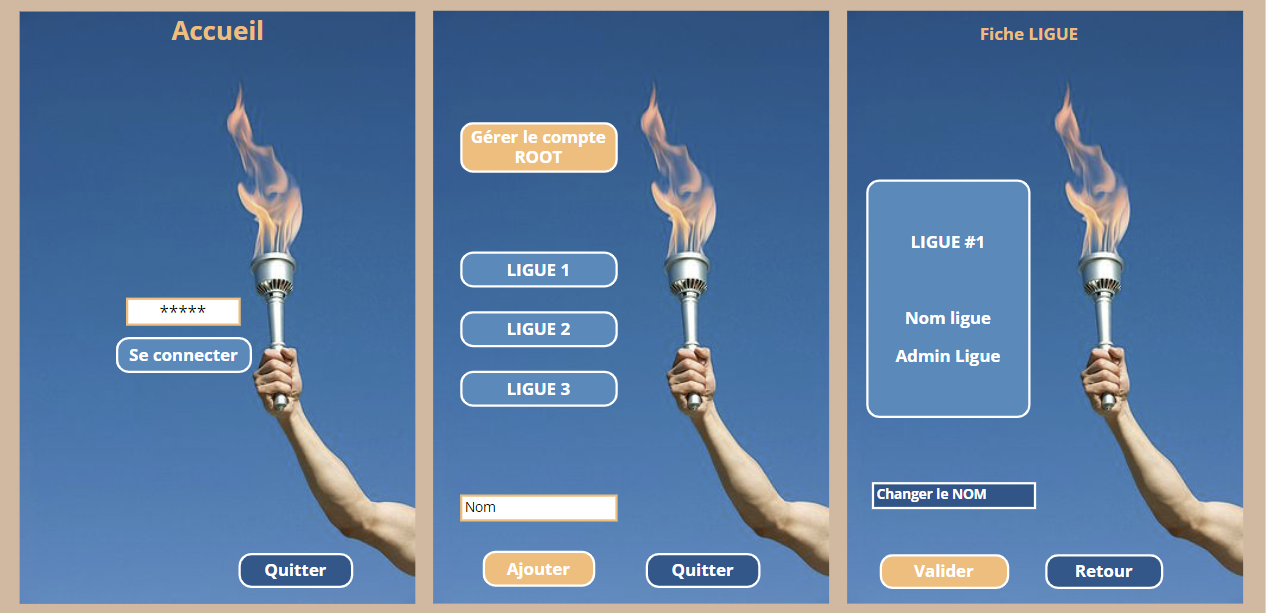 Accueil
*****
Se connecter
Quitter
Gérer le compte
ROOT
LIGUE 1
LIGUE 2
LIGUE 3
Nom
Ajouter
Quitter
Fiche LIGUE
LIGUE #1
Nom ligue
Admin Ligue
Changer le NOM
Valider
Retour